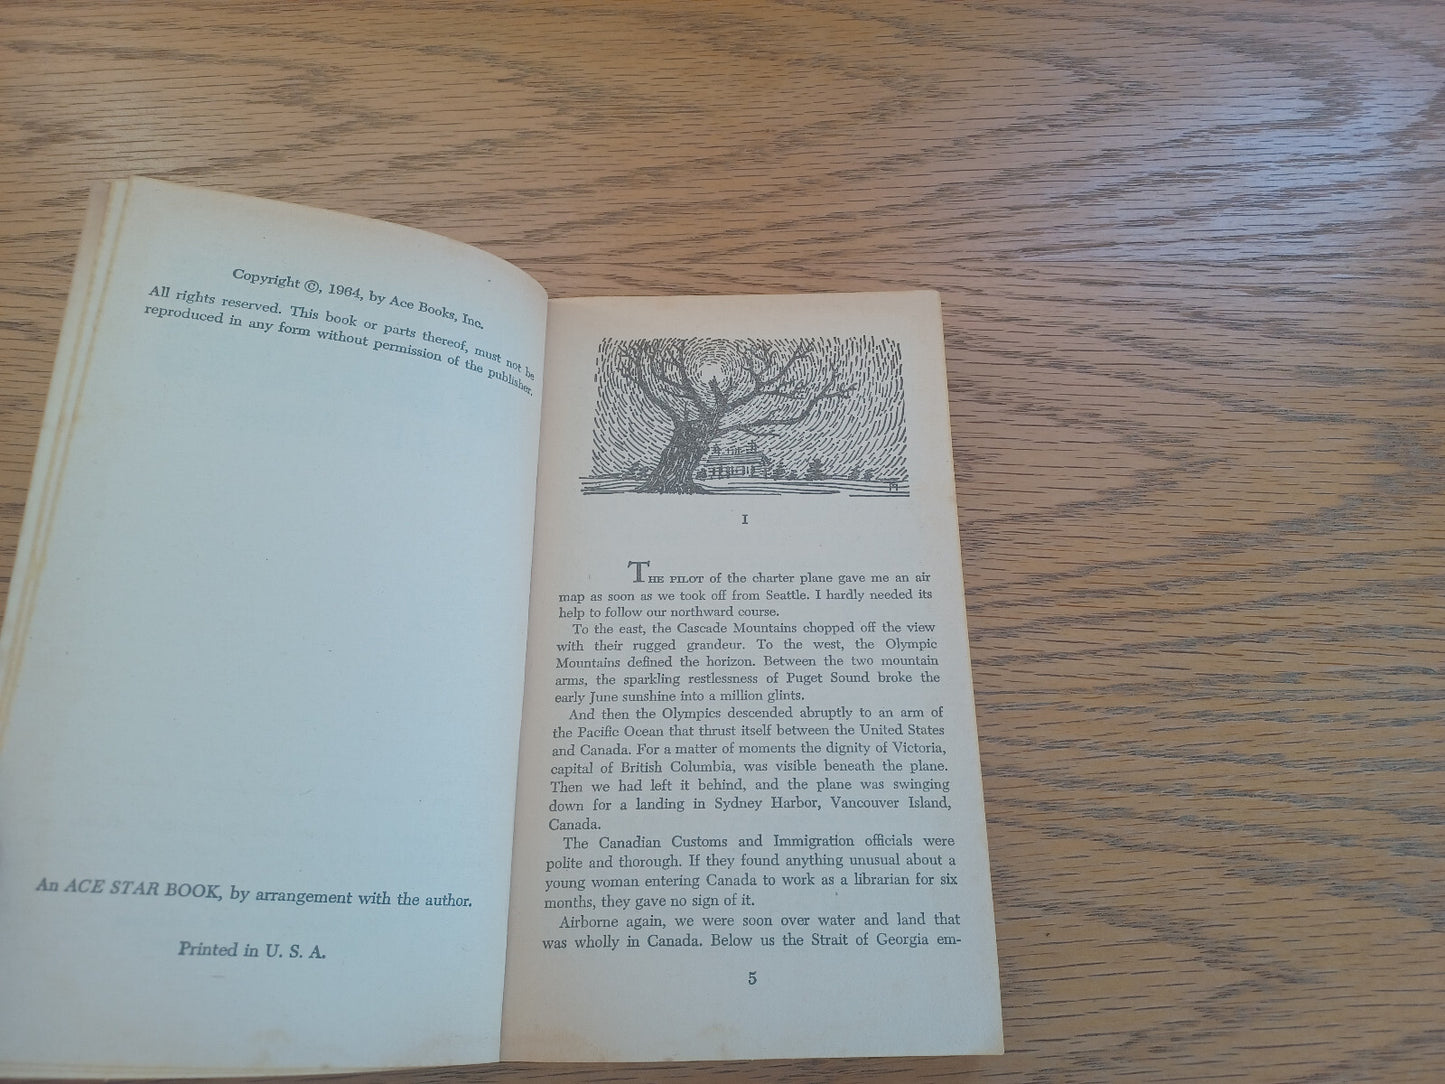 Copyright ©, 1964, by Ace Books, Inc.
All rights reserved. This book or parts thereof, must not be
reproduced in any form without permission of the publisher.
An ACE STAR BOOK, by arrangement with the author.
Printed in U. S. A.
I
THE PILOT of the charter plane gave me an air
map as soon as we took off from Seattle. I hardly needed its
help to follow our northward course.
To the east, the Cascade Mountains chopped off the view
with their rugged grandeur. To the west, the Olympic
Mountains defined the horizon. Between the two mountain
arms, the sparkling restlessness of Puget Sound broke the
early June sunshine into a million glints.
And then the Olympics descended abruptly to an arm of
the Pacific Ocean that thrust itself between the United States
and Canada. For a matter of moments the dignity of Victoria,
capital of British Columbia, was visible beneath the plane.
Then we had left it behind, and the plane was swinging
down for a landing in Sydney Harbor, Vancouver Island,
Canada.
The Canadian Customs and Immigration officials were
polite and thorough. If they found anything unusual about a
young woman entering Canada to work as a librarian for six
months, they gave no sign of it.
Airborne again, we were soon over water and land that
was wholly in Canada. Below us the Strait of Georgia em-
5